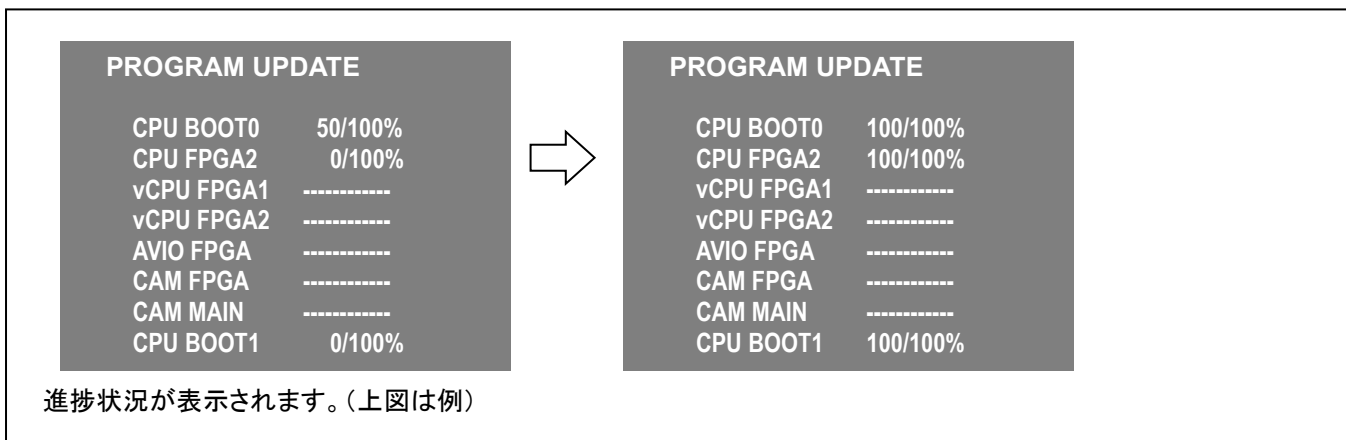 PROGRAM UPDATE
CPU BOOT0 50/100%
CPU FPGA2 0/100%
vCPU FPGA1 ------------
vCPU FPGA2 ------------
AVIO FPGA ------------
CAM FPGA ------------
CAM MAIN ------------
CPU BOOT1 0/100%
PROGRAM UPDATE
CPU BOOT0 100/100%
CPU FPGA2 100/100%
vCPU FPGA1 ------------
vCPU FPGA2 ------------
AVIO FPGA ------------
CAM FPGA ------------
CAM MAIN ------------
CPU BOOT1 100/100%
進捗状況が表示されます。（上図は例）